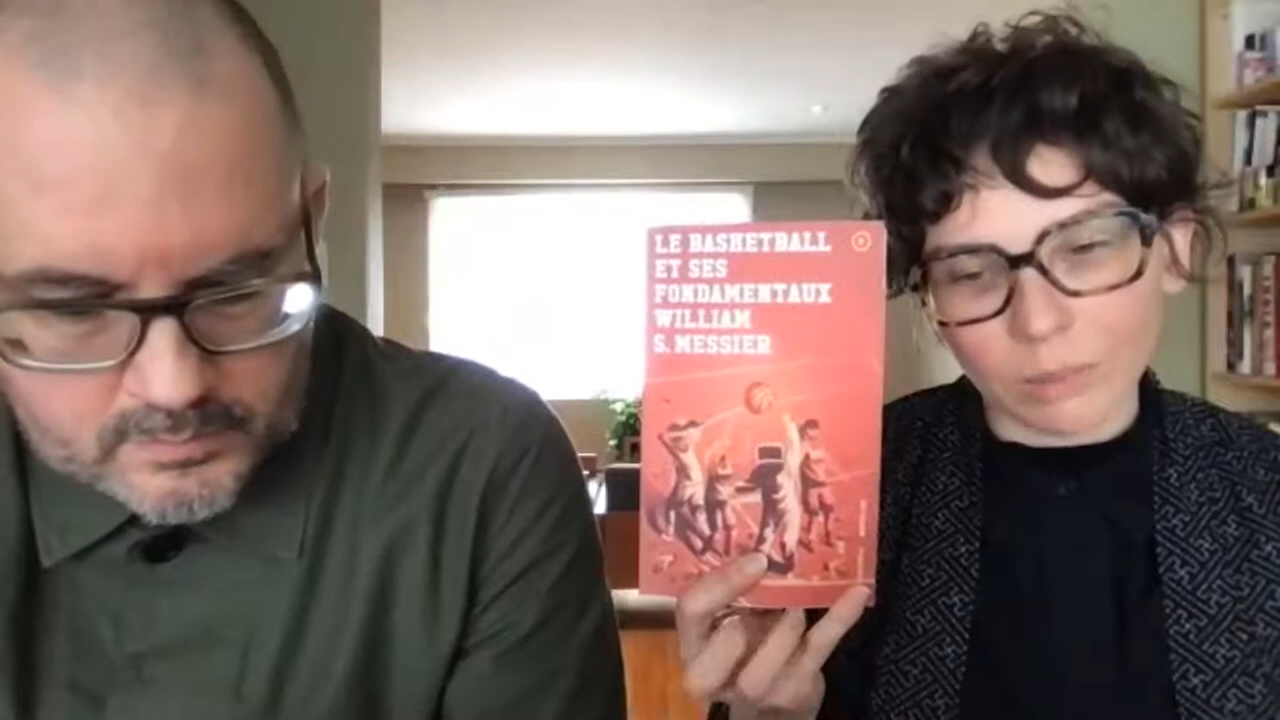 LE BASKETBALL
ET SES
FONDAMENTAUX
WILLIAM
S. MESSIER